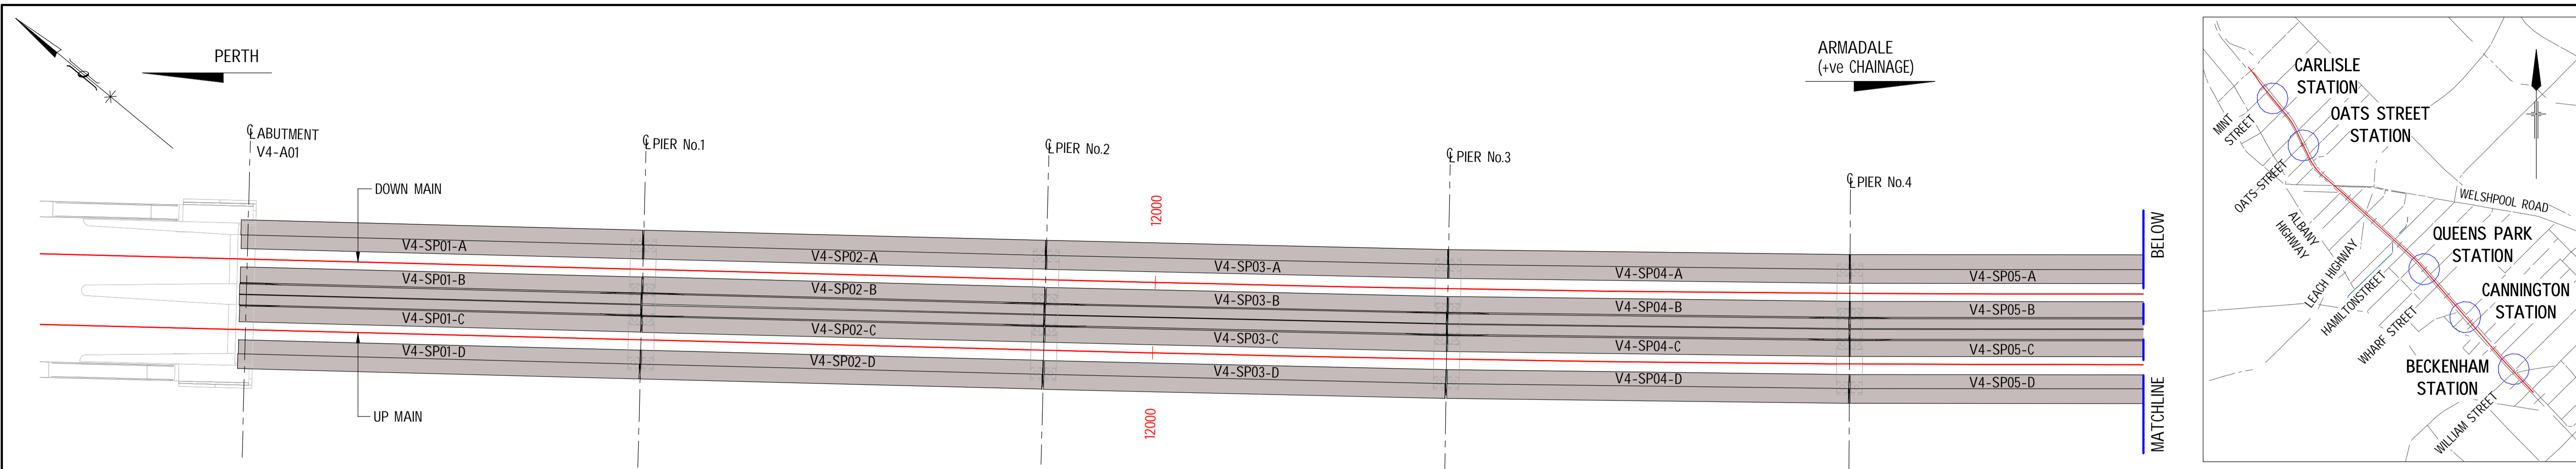 PERTH
ARMADALE
(+ve CHAINAGE)
℄ ABUTMENT
V4-A01
℄ PIER No.1
℄ PIER No.2
℄ PIER No.3
℄ PIER No.4
DOWN MAIN
12000
V4-SP01-A
V4-SP02-A
V4-SP03-A
V4-SP04-A
V4-SP05-A
V4-SP01-B
V4-SP02-B
V4-SP03-B
V4-SP04-B
V4-SP05-B
V4-SP01-C
V4-SP02-C
V4-SP03-C
V4-SP04-C
V4-SP05-C
V4-SP01-D
V4-SP02-D
V4-SP03-D
V4-SP04-D
V4-SP05-D
UP MAIN
12000
BELOW
MATCHLINE
CARLISLE
STATION
OATS STREET
STATION
MINT
STREET
OATS STREET
WELSHPOOL ROAD
ALBANY
HIGHWAY
QUEENS PARK
STATION
LEACH HIGHWAY
HAMILTONSTREET
CANNINGTON
STATION
WHARF STREET
BECKENHAM
STATION
WILLIAM STREET